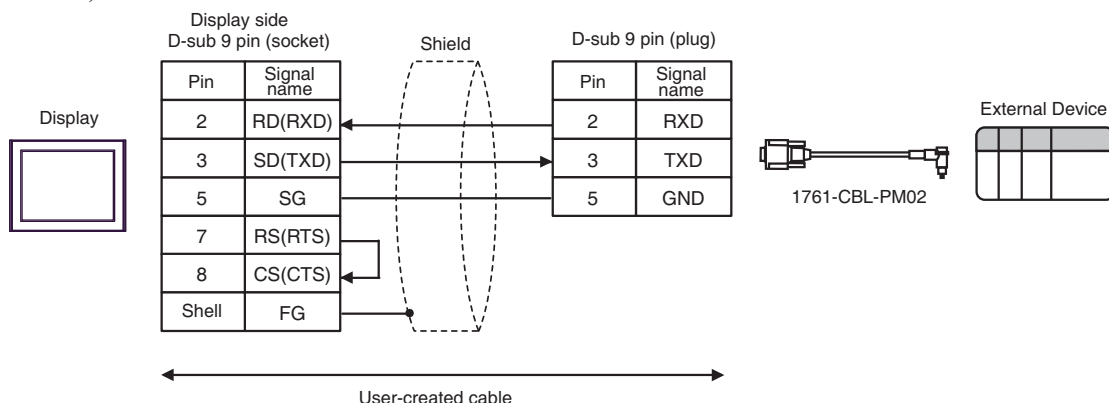 Display side
D-sub 9 pin (socket)
Shield
D-sub 9 pin (plug)
Pin
Signal
name
Pin
Signal
name
Display
External Device
2 RD(RXD)
2 RXD
3 SD(TXD)
3 TXD
5 SG
5 GND
1761-CBL-PM02
7 RS(RTS)
8 CS(CTS)
Shell FG
User-created cable